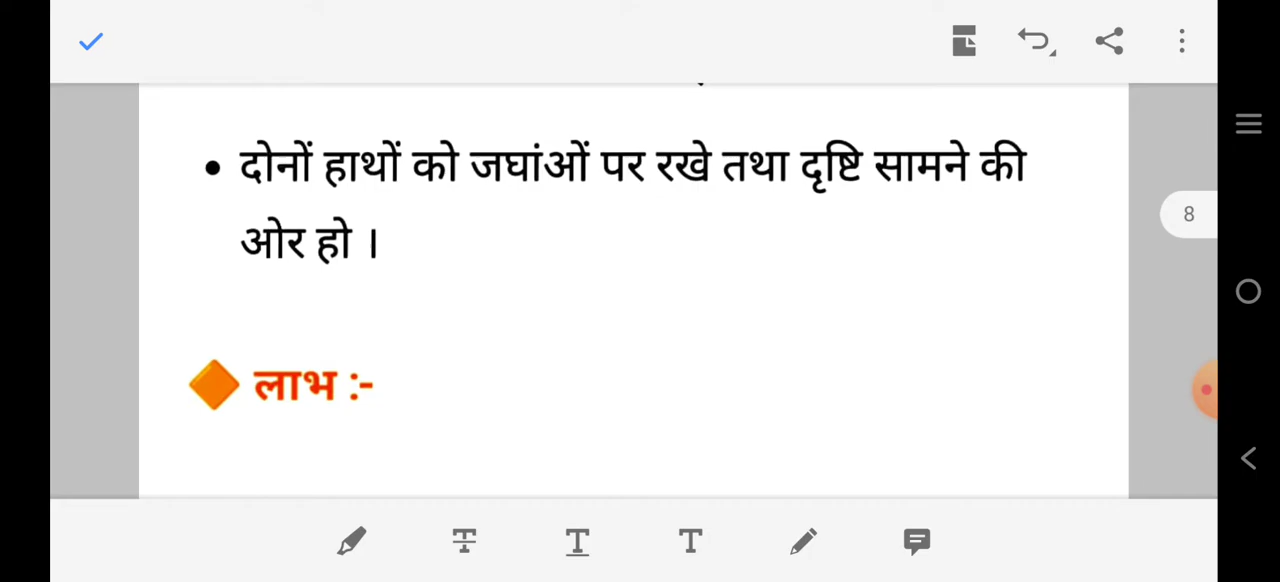 • दोनों हाथों को जघांओं पर रखे तथा दृष्टि सामने की
ओर हो ।
8
🔶 लाभ :-